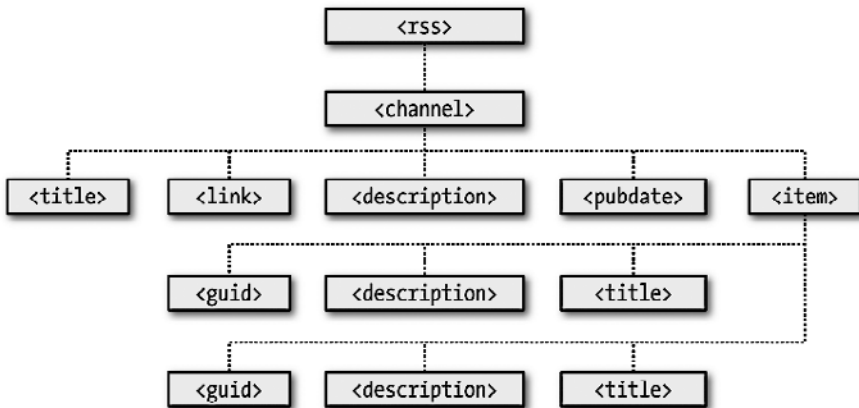 <rss>
<channel>
<title> <link> <description> <pubdate> <item>
<guid> <description> <title>
<guid> <description> <title>